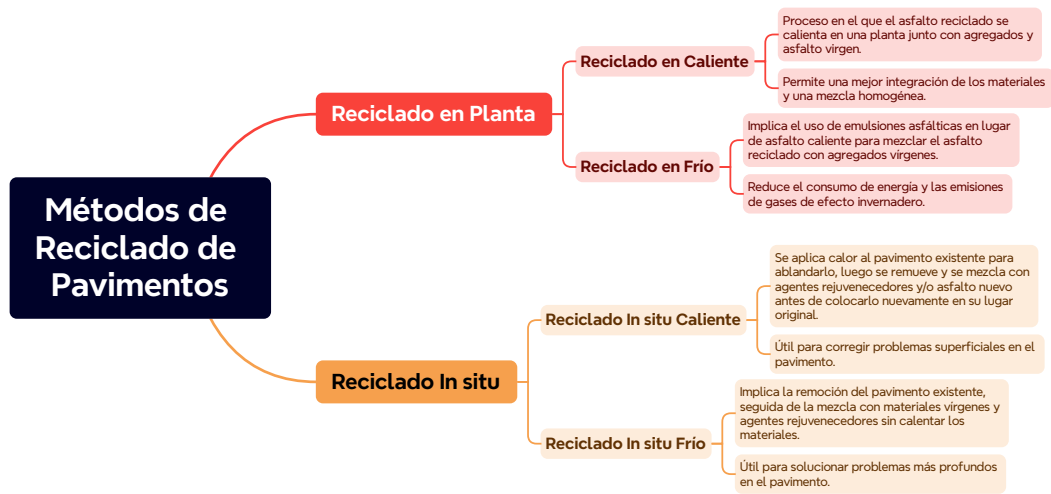 Métodos de
Reciclado de
Pavimentos
Reciclado en Planta
Reciclado en Caliente
Proceso en el que el asfalto reciclado se
calienta en una planta junto con agregados y
asfalto virgen.
Permite una mejor integración de los materiales
y una mezcla homogénea.
Reciclado en Frío
Implica el uso de emulsiones asfálticas en lugar
de asfalto caliente para mezclar el asfalto
reciclado con agregados vírgenes.
Reduce el consumo de energía y las emisiones
de gases de efecto invernadero.
Reciclado In situ
Reciclado In situ Caliente
Se aplica calor al pavimento existente para
ablandarlo, luego se remueve y se mezcla con
agentes rejuvenecedores y/o asfalto nuevo
antes de colocarlo nuevamente en su lugar
original.
Útil para corregir problemas superficiales en el
pavimento.
Reciclado In situ Frío
Implica la remoción del pavimento existente,
seguida de la mezcla con materiales vírgenes y
agentes rejuvenecedores sin calentar los
materiales.
Útil para solucionar problemas más profundos
en el pavimento.